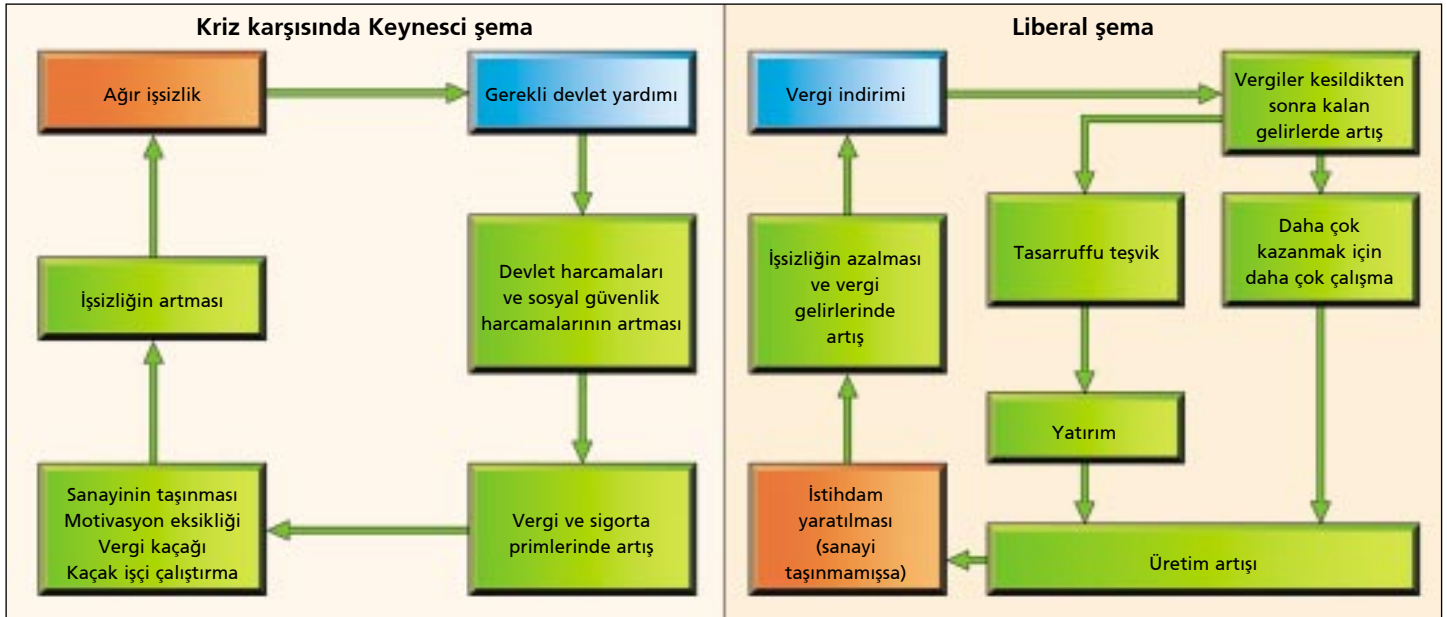 Kriz karşısında Keynesci şema
Ağır işsizlik
Gerekli devlet yardımı
Devlet harcamaları
ve sosyal güvenlik
harcamalarının artması
Vergi ve sigorta
primlerinde artış
Sanayinin taşınması
Motivasyon eksikliği
Vergi kaçağı
Kaçak işçi çalıştırma
İşsizliğin artması
Liberal şema
Vergi indirimi
Vergiler kesildikten
sonra kalan
gelirlerde artış
Tasarruffu teşvik
Daha çok
kazanmak için
daha çok çalışma
Yatırım
Üretim artışı
İstihdam
yaratılması
(sanayi
taşınmamışsa)
İşsizliğin azalması
ve vergi
gelirlerinde
artış